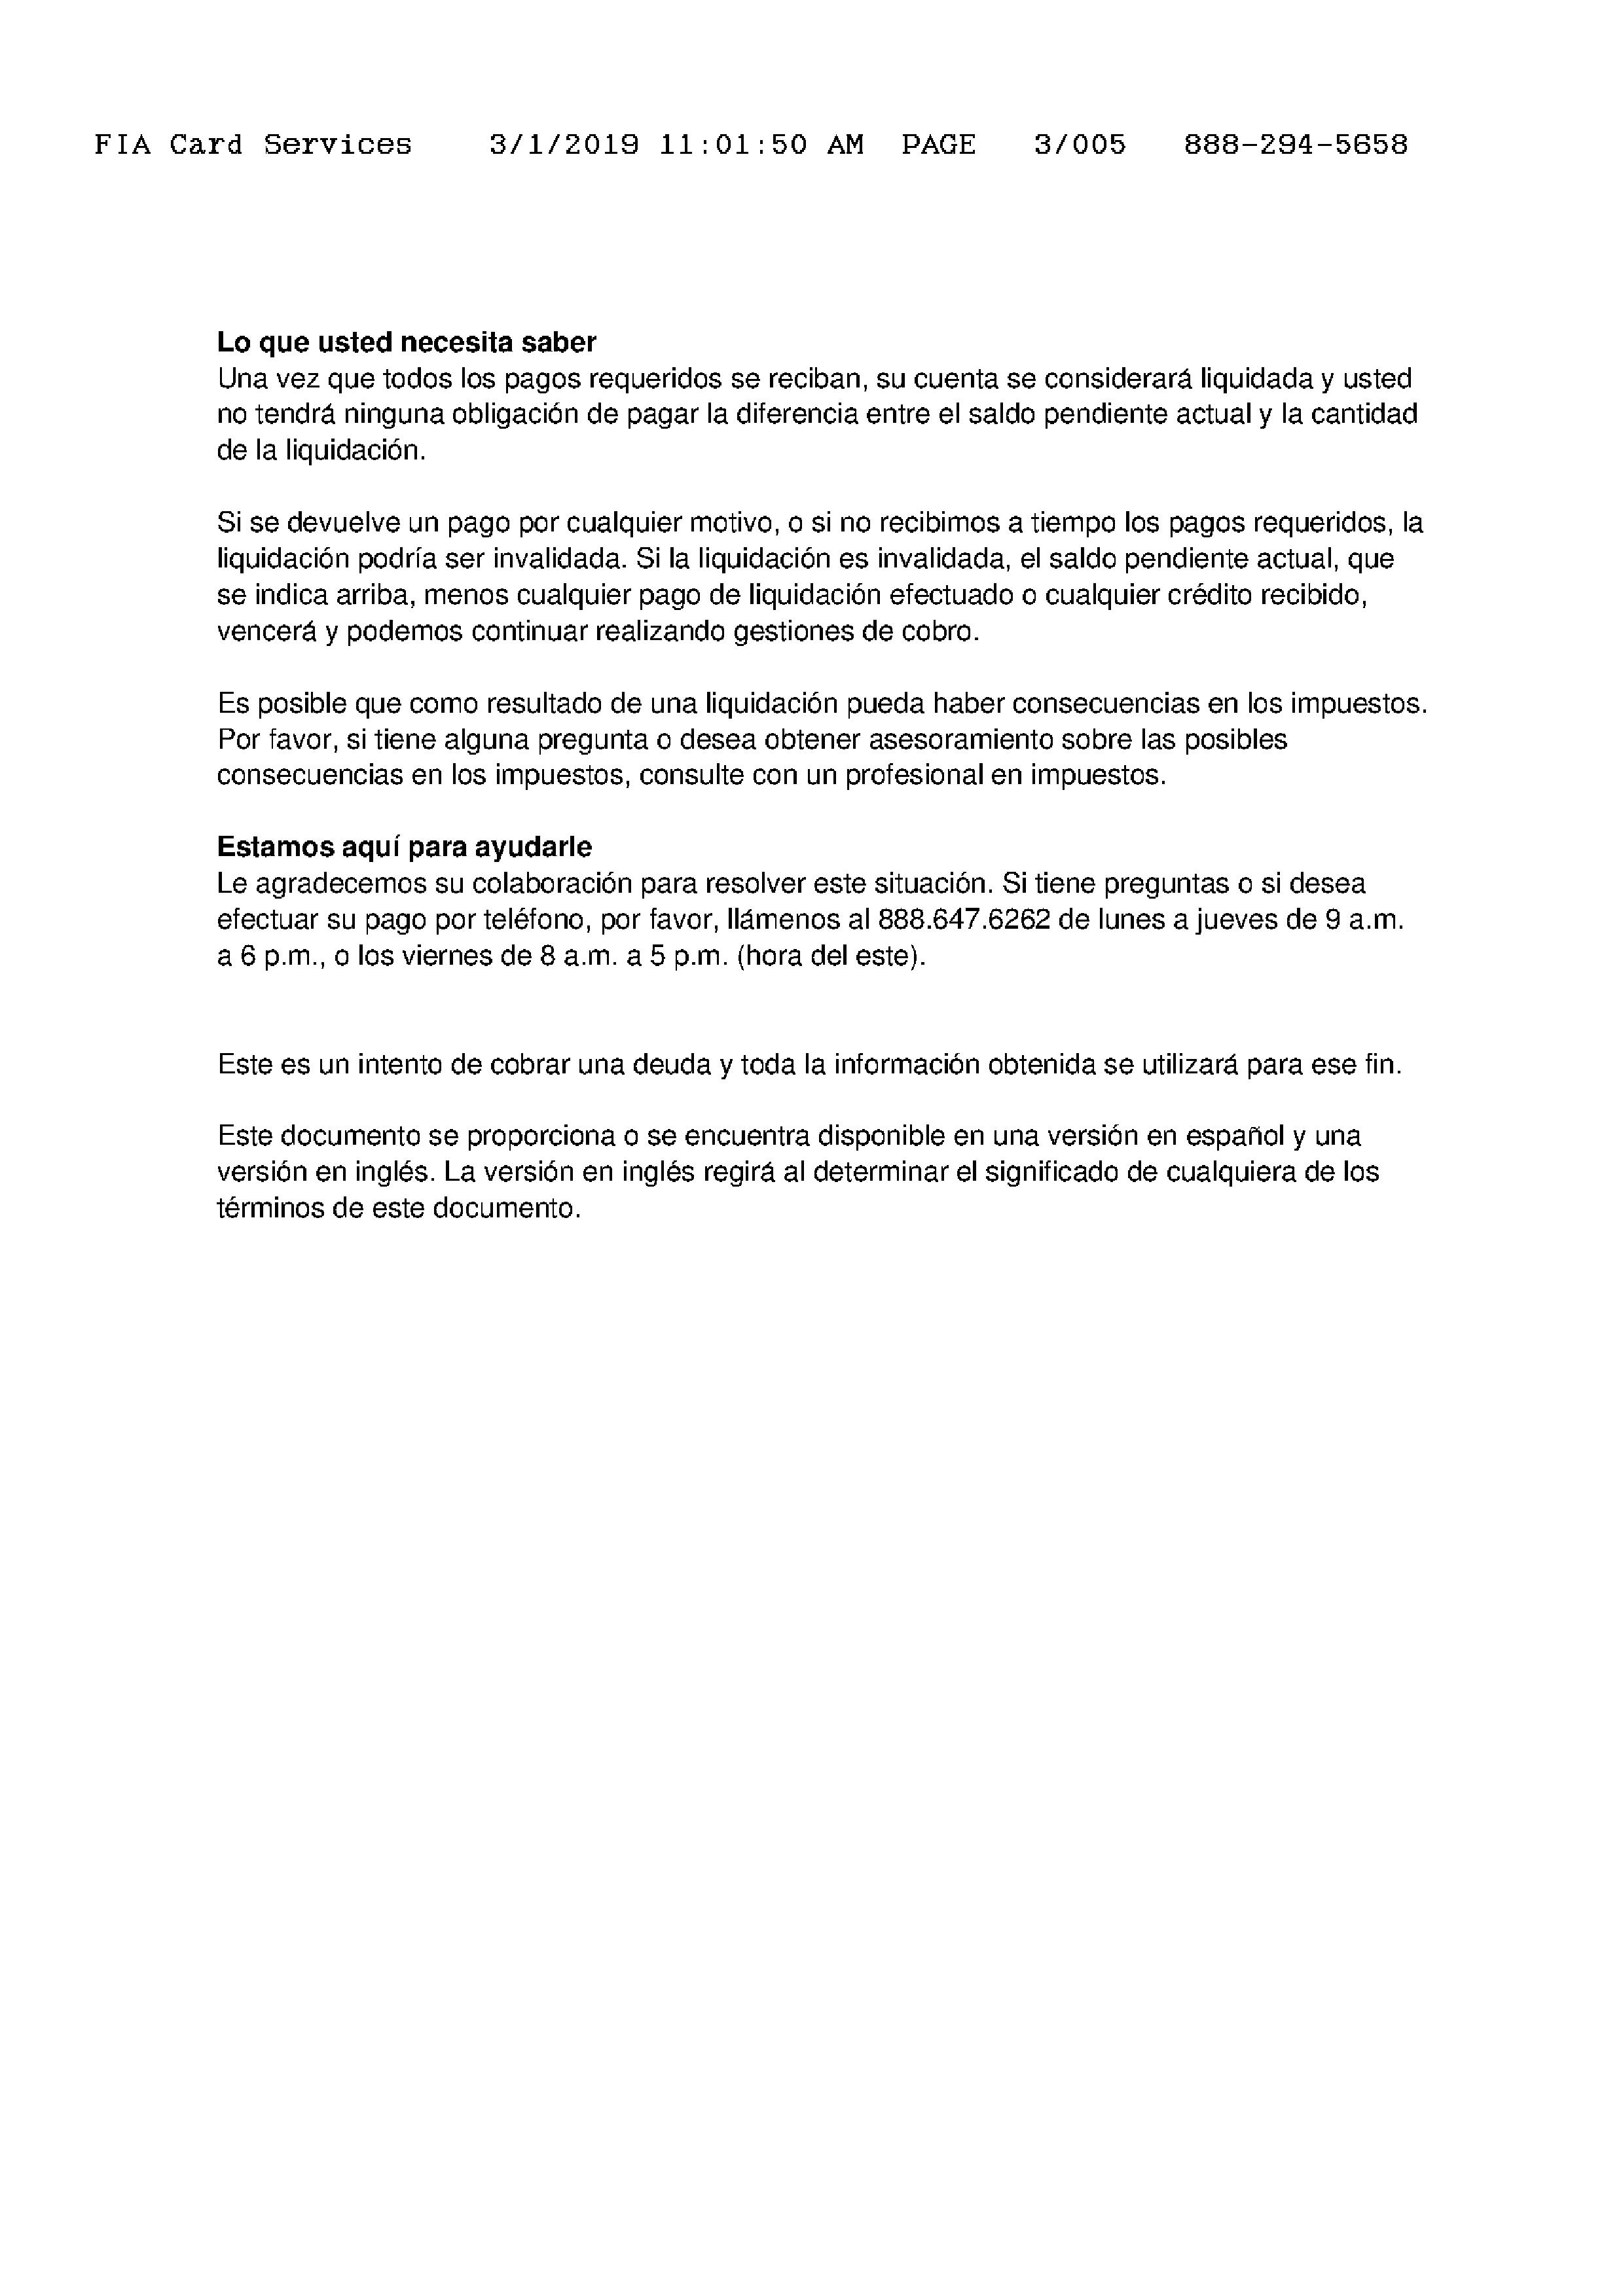 FIA Card Services 3/1/2019 11:01:50 AM PAGE 3/005 888-294-5658
Lo que usted necesita saber
Una vez que todos los pagos requeridos se reciban, su cuenta se considerará liquidada y usted
no tendrá ninguna obligación de pagar la diferencia entre el saldo pendiente actual y la cantidad
de la liquidación.
Si se devuelve un pago por cualquier motivo, o si no recibimos a tiempo los pagos requeridos, la
liquidación podría ser invalidada. Si la liquidación es invalidada, el saldo pendiente actual, que
se indica arriba, menos cualquier pago de liquidación efectuado o cualquier crédito recibido,
vencerá y podemos continuar realizando gestiones de cobro.
Es posible que como resultado de una liquidación pueda haber consecuencias en los impuestos.
Por favor, si tiene alguna pregunta o desea obtener asesoramiento sobre las posibles
consecuencias en los impuestos, consulte con un profesional en impuestos.
Estamos aquí para ayudarle
Le agradecemos su colaboración para resolver este situación. Si tiene preguntas o si desea
efectuar su pago por teléfono, por favor, llámenos al 888.647.6262 de lunes a jueves de 9 a.m.
a 6 p.m., o los viernes de 8 a.m. a 5 p.m. (hora del este).
Este es un intento de cobrar una deuda y toda la información obtenida se utilizará para ese fin.
Este documento se proporciona o se encuentra disponible en una versión en español y una
versión en inglés. La versión en inglés regirá al determinar el significado de cualquiera de los
términos de este documento.